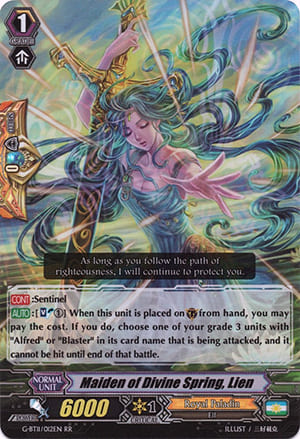 1
GRADE
0
As long as you follow the path of
righteousness, I will continue to protect you.
CONT :Sentinel
AUTO : [V/R]: When this unit is placed on G from hand, you may
pay the cost. If you do, choose one of your grade 3 units with
"Alfred" or "Blaster" in its card name that is being attacked, and it
cannot be hit until end of that battle.
NORMAL
UNIT
Maiden of Divine Spring, Lien
Royal Paladin
6000
1
CRITICAL
G-BT11/012EN RR
ILLUST